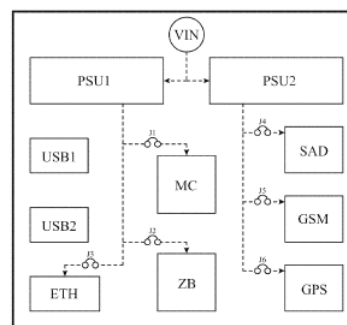 VIN
PSU1
PSU2
J1
J4
USB1
MC
SAD
J5
USB2
GSM
J2
J3
J6
ETH
ZB
GPS